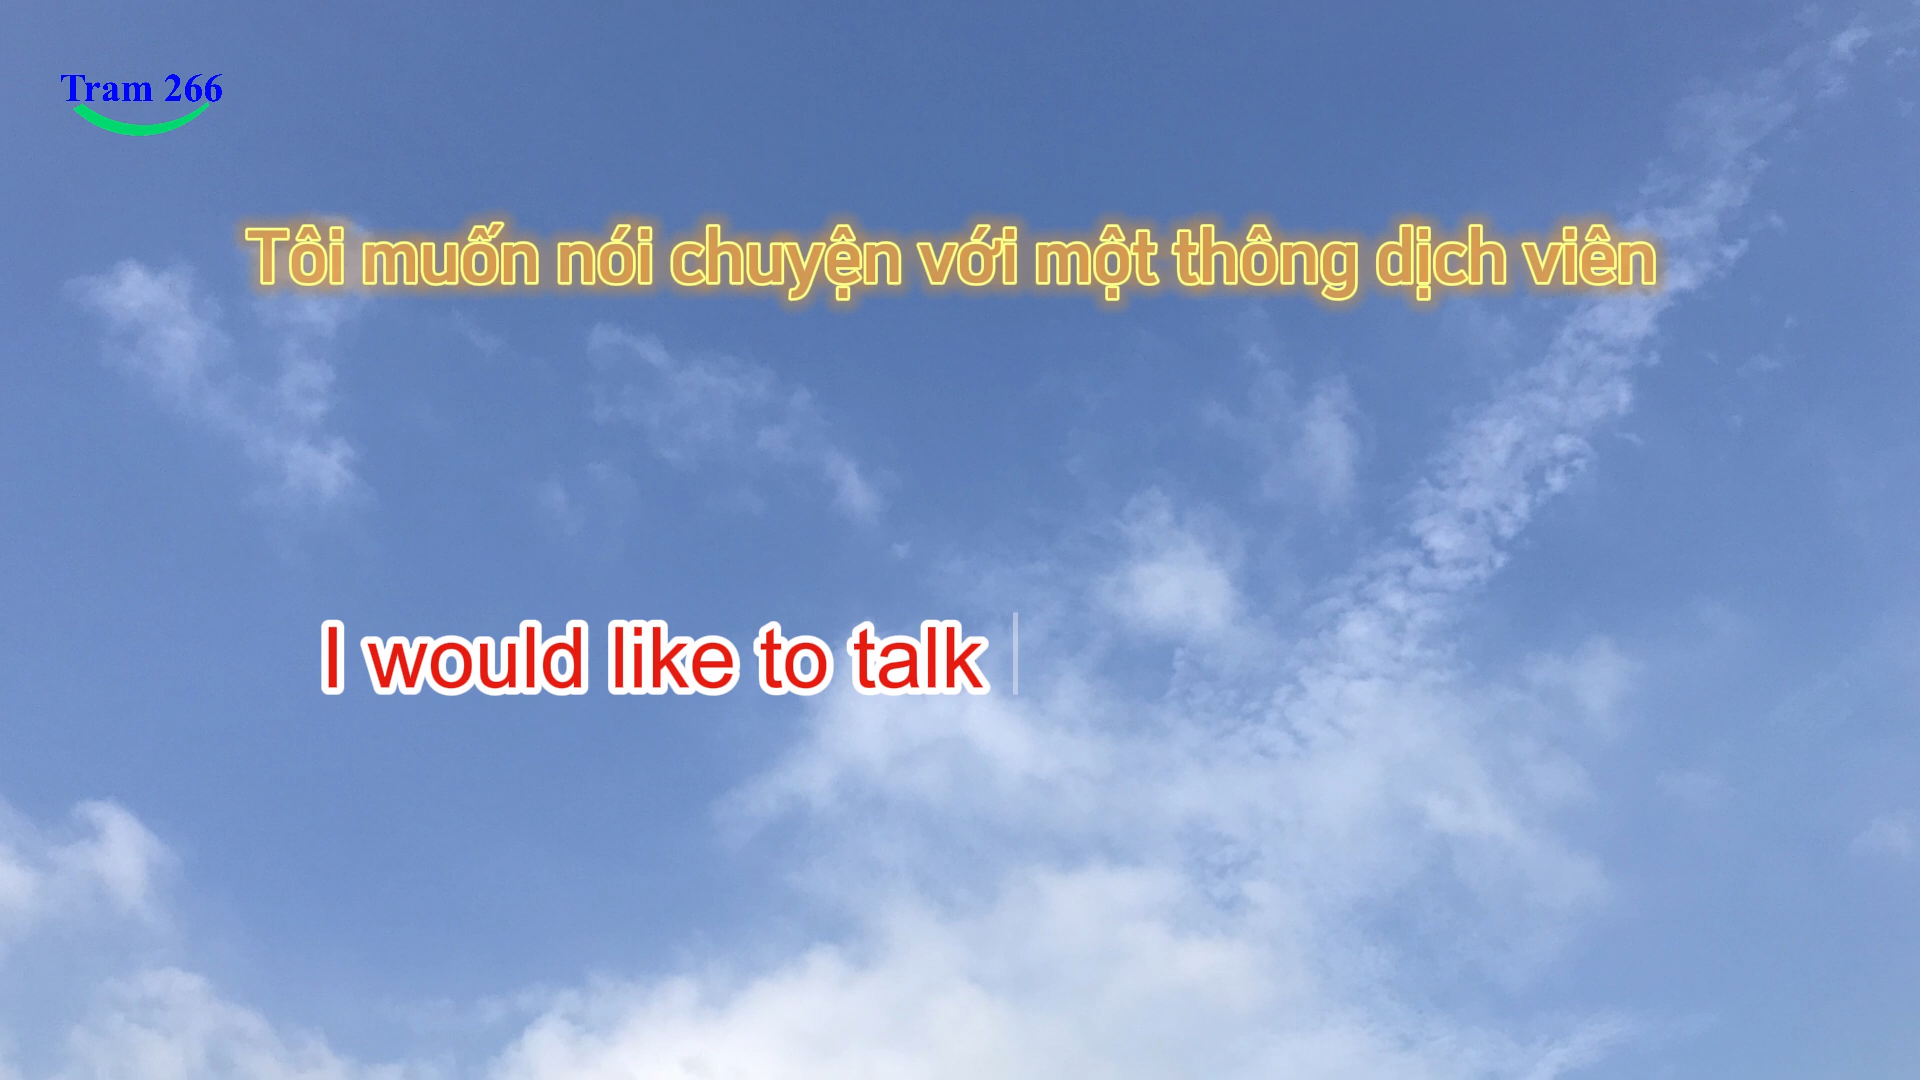 Tram 266
Tôi muốn nói chuyện với một thông dịch viên
I would like to talk